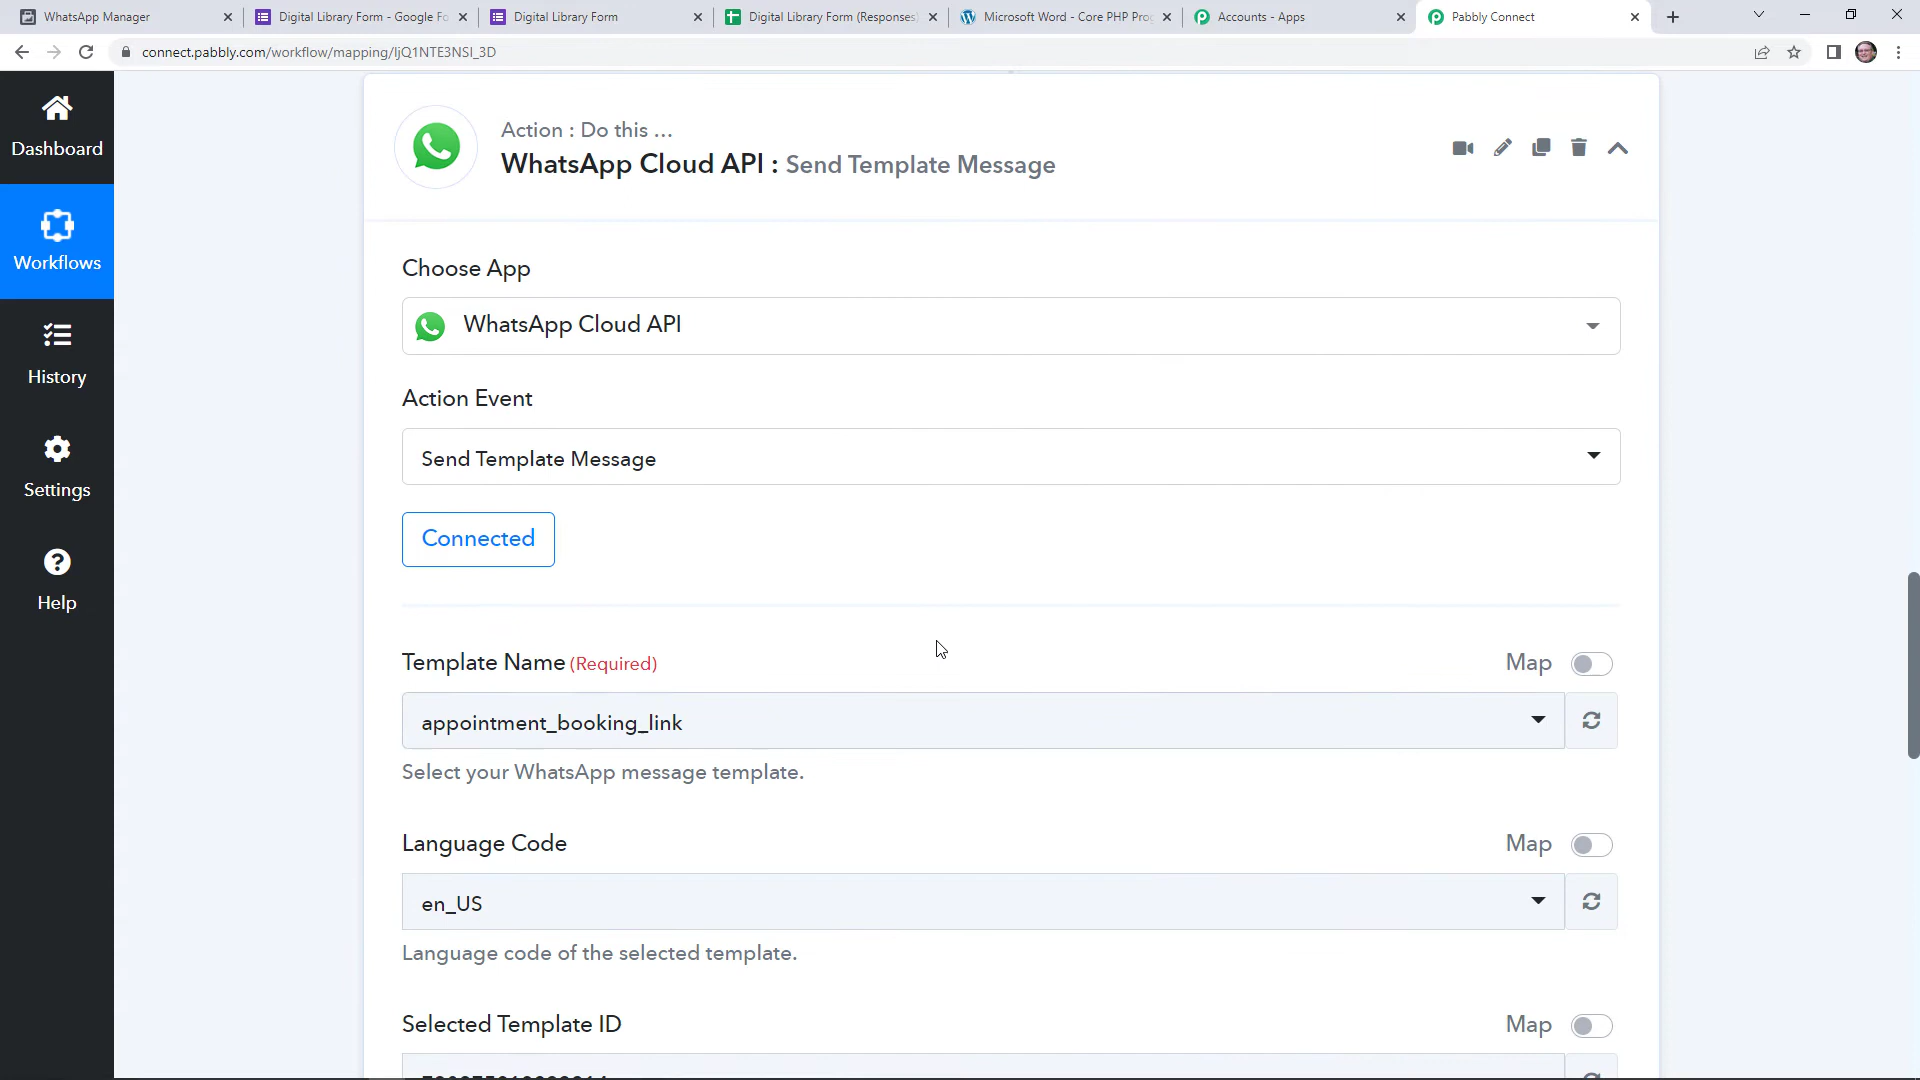 WhatsApp Manager
Digital Library Form - Google Fo
Digital Library Form
Digital Library Form (Responses)
Microsoft Word - Core PHP Prog
Accounts - Apps
Pabbly Connect
connect.pabbly.com/workflow/mapping/IjQ1NTE3NSI_3D
Dashboard
Workflows
History
Settings
Help
Action : Do this ...
WhatsApp Cloud API : Send Template Message
Choose App
WhatsApp Cloud API
Action Event
Send Template Message
Connected
Template Name (Required)
Map
appointment_booking_link
Select your WhatsApp message template.
Language Code
Map
en_US
Language code of the selected template.
Selected Template ID
Map